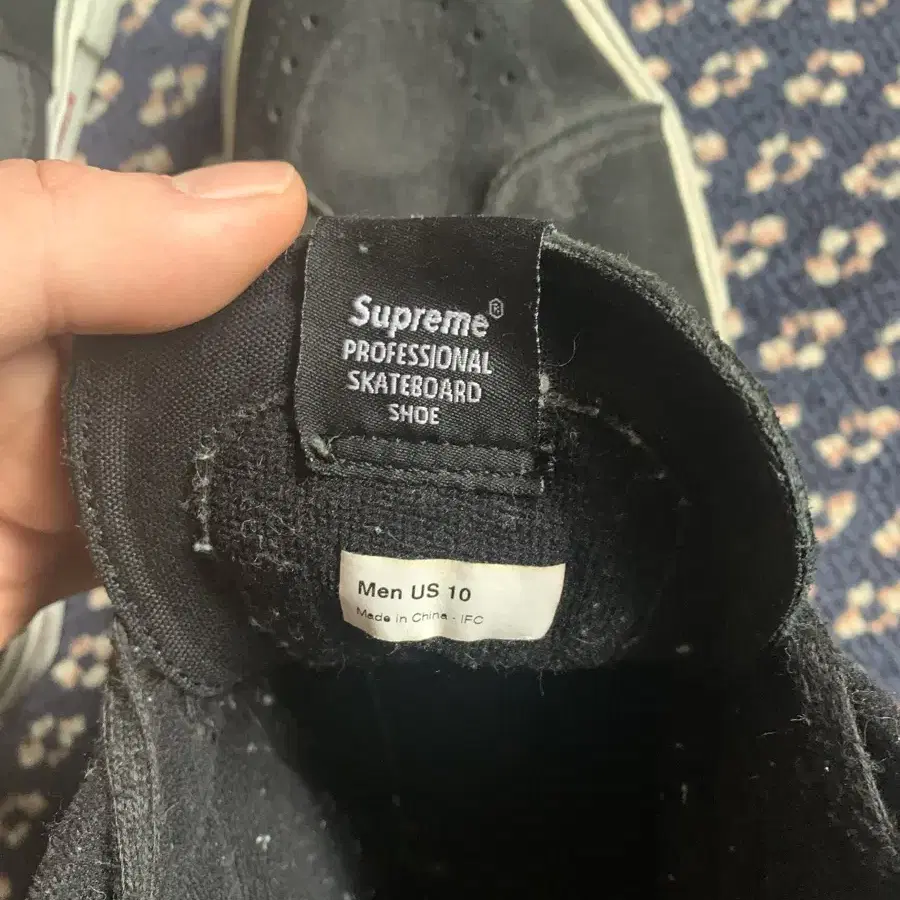 Supreme®
PROFESSIONAL
SKATEBOARD
SHOE
Men US 10
Made in China - IFC